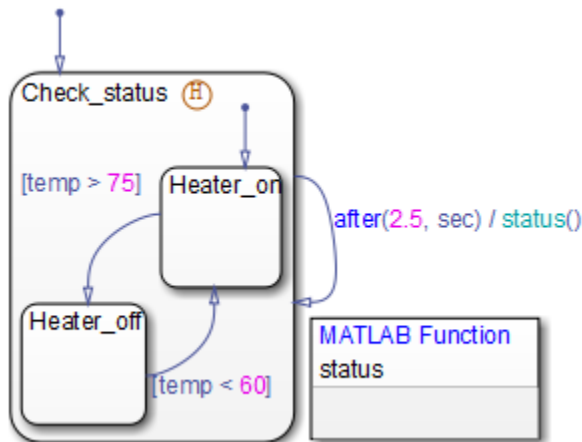 Check_status H
[temp > 75]
Heater_on
after(2.5, sec) / status()
Heater_off
MATLAB Function
status
[temp < 60]